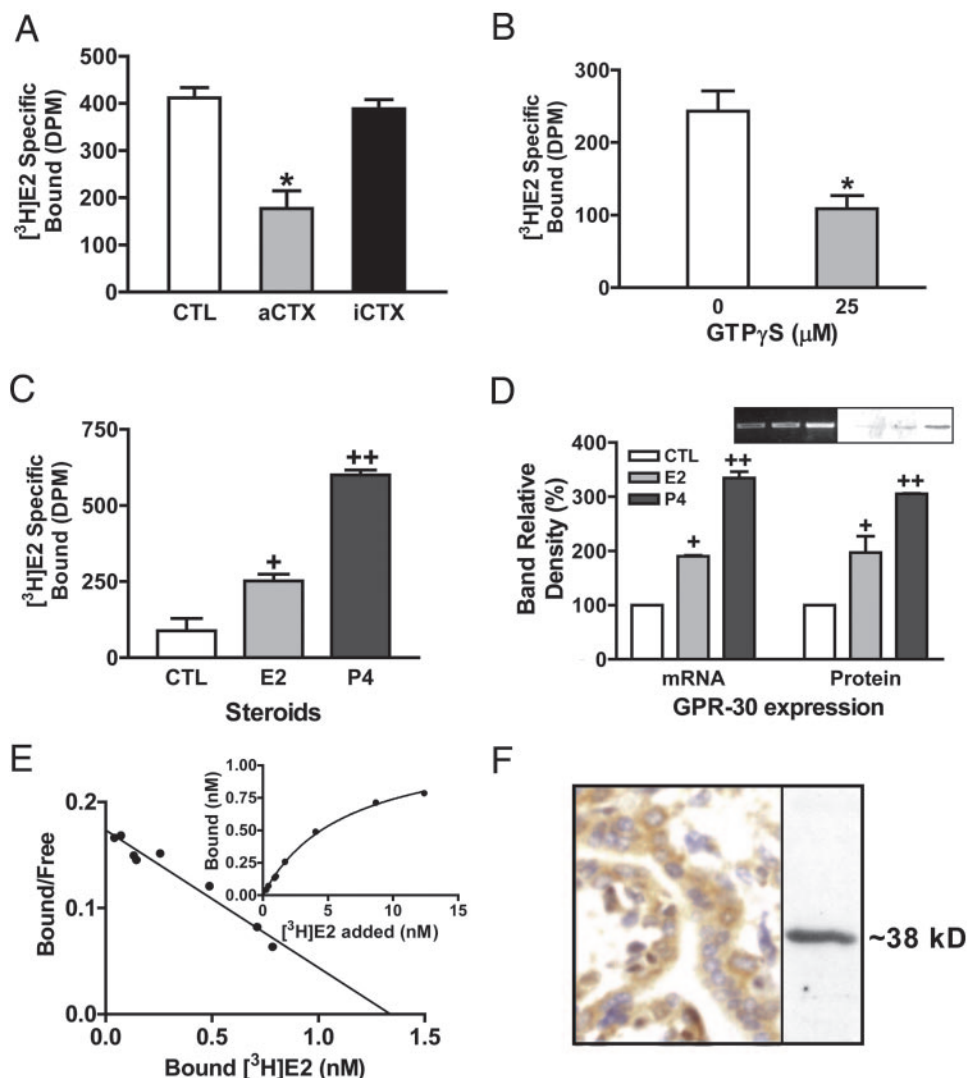 A
[³H]E2 Specific
Bound (DPM)
500
400
300
200
100
0
*
CTL aCTX iCTX
B
[³H]E2 Specific
Bound (DPM)
300
200
100
0
*
0 25
GTPγS (μM)
C
[³H]E2 Specific
Bound (DPM)
750
500
250
0
+
++
CTL E2 P4
Steroids
D
Band Relative
Density (%)
400
300
200
100
0
CTL
E2
P4
+
++
+
++
mRNA Protein
GPR-30 expression
E
Bound/Free
0.2
0.1
0.0
0.0 0.5 1.0 1.5
Bound [³H]E2 (nM)
Bound (nM)
1.00
0.75
0.50
0.25
0.00
0 5 10 15
[³H]E2 added (nM)
F
~38 kD